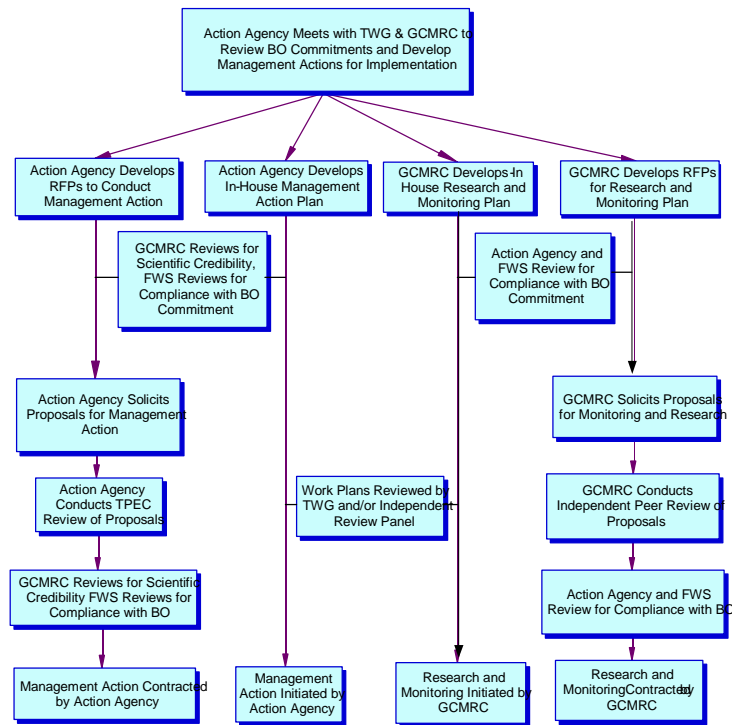 Action Agency Meets with TWG & GCMRC to
Review BO Commitments and Develop
Management Actions for Implementation
Action Agency Develops
RFPs to Conduct
Management Action
Action Agency Develops
In-House Management
Action Plan
GCMRC Develops In-
House Research and
Monitoring Plan
GCMRC Develops RFPs
for Research and
Monitoring Plan
GCMRC Reviews for
Scientific Credibility,
FWS Reviews for
Compliance with BO
Commitment
Action Agency and
FWS Review for
Compliance with BO
Commitment
Action Agency Solicits
Proposals for Management
Action
GCMRC Solicits Proposals
for Monitoring and Research
Action Agency
Conducts TPEC
Review of Proposals
Work Plans Reviewed by
TWG and/or Independent
Review Panel
GCMRC Conducts
Independent Peer Review of
Proposals
GCMRC Reviews for Scientific
Credibility FWS Reviews for
Compliance with BO
Action Agency and FWS
Review for Compliance with BO
Management Action Contracted
by Action Agency
Management
Action Initiated by
Action Agency
Research and
Monitoring Initiated by
GCMRC
Research and
Monitoring Contracted by
GCMRC